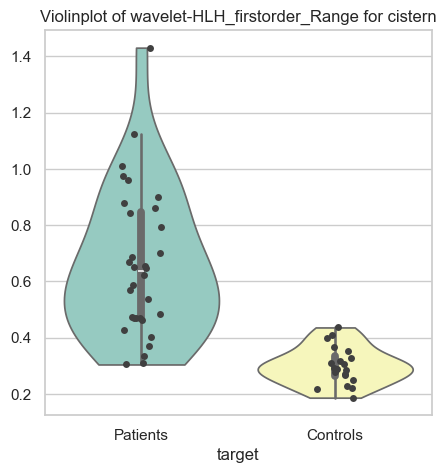 Violinplot of wavelet-HLH_firstorder_Range for cistern
1.4
1.2
1.0
0.8
0.6
0.4
0.2
Patients
Controls
target